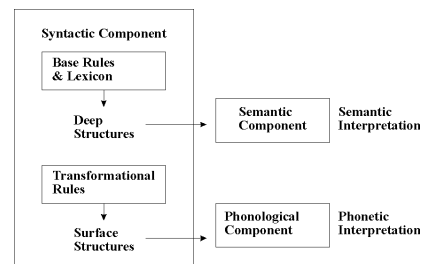 Syntactic Component
Base Rules
& Lexicon
Deep
Structures
Semantic
Component
Semantic
Interpretation
Transformational
Rules
Surface
Structures
Phonological
Component
Phonetic
Interpretation